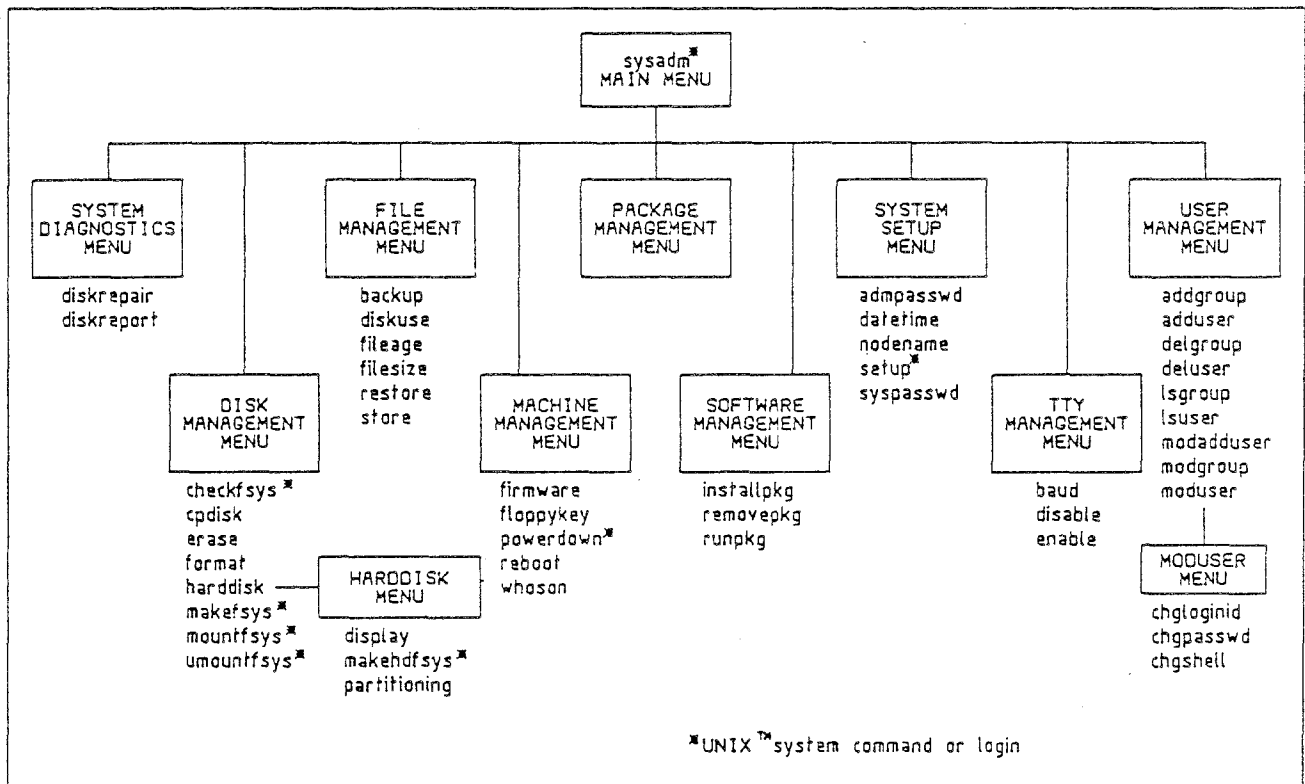 sysadm*
MAIN MENU
SYSTEM
DIAGNOSTICS
MENU
diskrepair
diskreport
FILE
MANAGEMENT
MENU
backup
diskuse
fileage
filesize
restore
store
PACKAGE
MANAGEMENT
MENU
SYSTEM
SETUP
MENU
admpasswd
datetime
nodename
setup*
syspasswd
USER
MANAGEMENT
MENU
addgroup
adduser
delgroup
deluser
lsgroup
lsuser
modadduser
modgroup
moduser
DISK
MANAGEMENT
MENU
checkfsys*
cpdisk
erase
format
harddisk
makefsys*
mountfsys*
umountfsys*
HARDDISK
MENU
display
makehdfsys*
partitioning
MACHINE
MANAGEMENT
MENU
firmware
floppykey
powerdown*
reboot
whoson
SOFTWARE
MANAGEMENT
MENU
installpkg
removepkg
runpkg
TTY
MANAGEMENT
MENU
baud
disable
enable
MODUSER
MENU
chgloginid
chgpasswd
chgshell
*UNIX™ system command or login